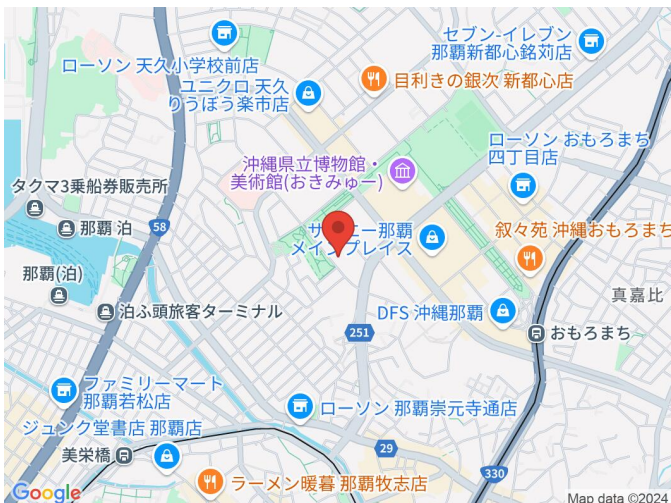 セブン-イレブン
那覇新都心銘苅店
ローソン 天久小学校前店
ユニクロ 天久
りうぼう楽市店
目利きの銀次 新都心店
ローソン おもろまち
四丁目店
沖縄県立博物館・
美術館(おきみゅー)
タクマ3乗船券販売所
那覇 泊
58
サ
ニー那覇
メインプレイス
叙々苑 沖縄おもろまち
那覇(泊)
真嘉比
泊ふ頭旅客ターミナル
DFS 沖縄那覇
251
おもろまち
ファミリーマート
那覇若松店
ローソン 那覇崇元寺通店
ジュンク堂書店 那覇店
29
美栄橋
330
ラーメン暖暮 那覇牧志店
Google
Map data ©2024